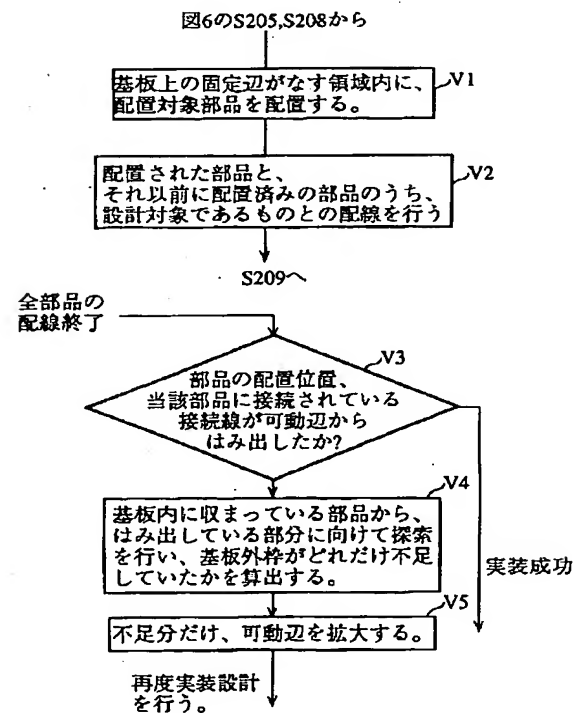 図6のS205,S208から
V1
基板上の固定辺がなす領域内に、
配置対象部品を配置する。
V2
配置された部品と、
それ以前に配置済みの部品のうち、
設計対象であるものとの配線を行う
S209へ
全部品の
配線終了
V3
部品の配置位置、
当該部品に接続されている
接続線が可動辺から
はみ出したか?
V4
基板内に収まっている部品から、
はみ出している部分に向けて探索
を行い、基板外枠がどれだけ不足
していたかを算出する。
実装成功
V5
不足分だけ、可動辺を拡大する。
再度実装設計
を行う。